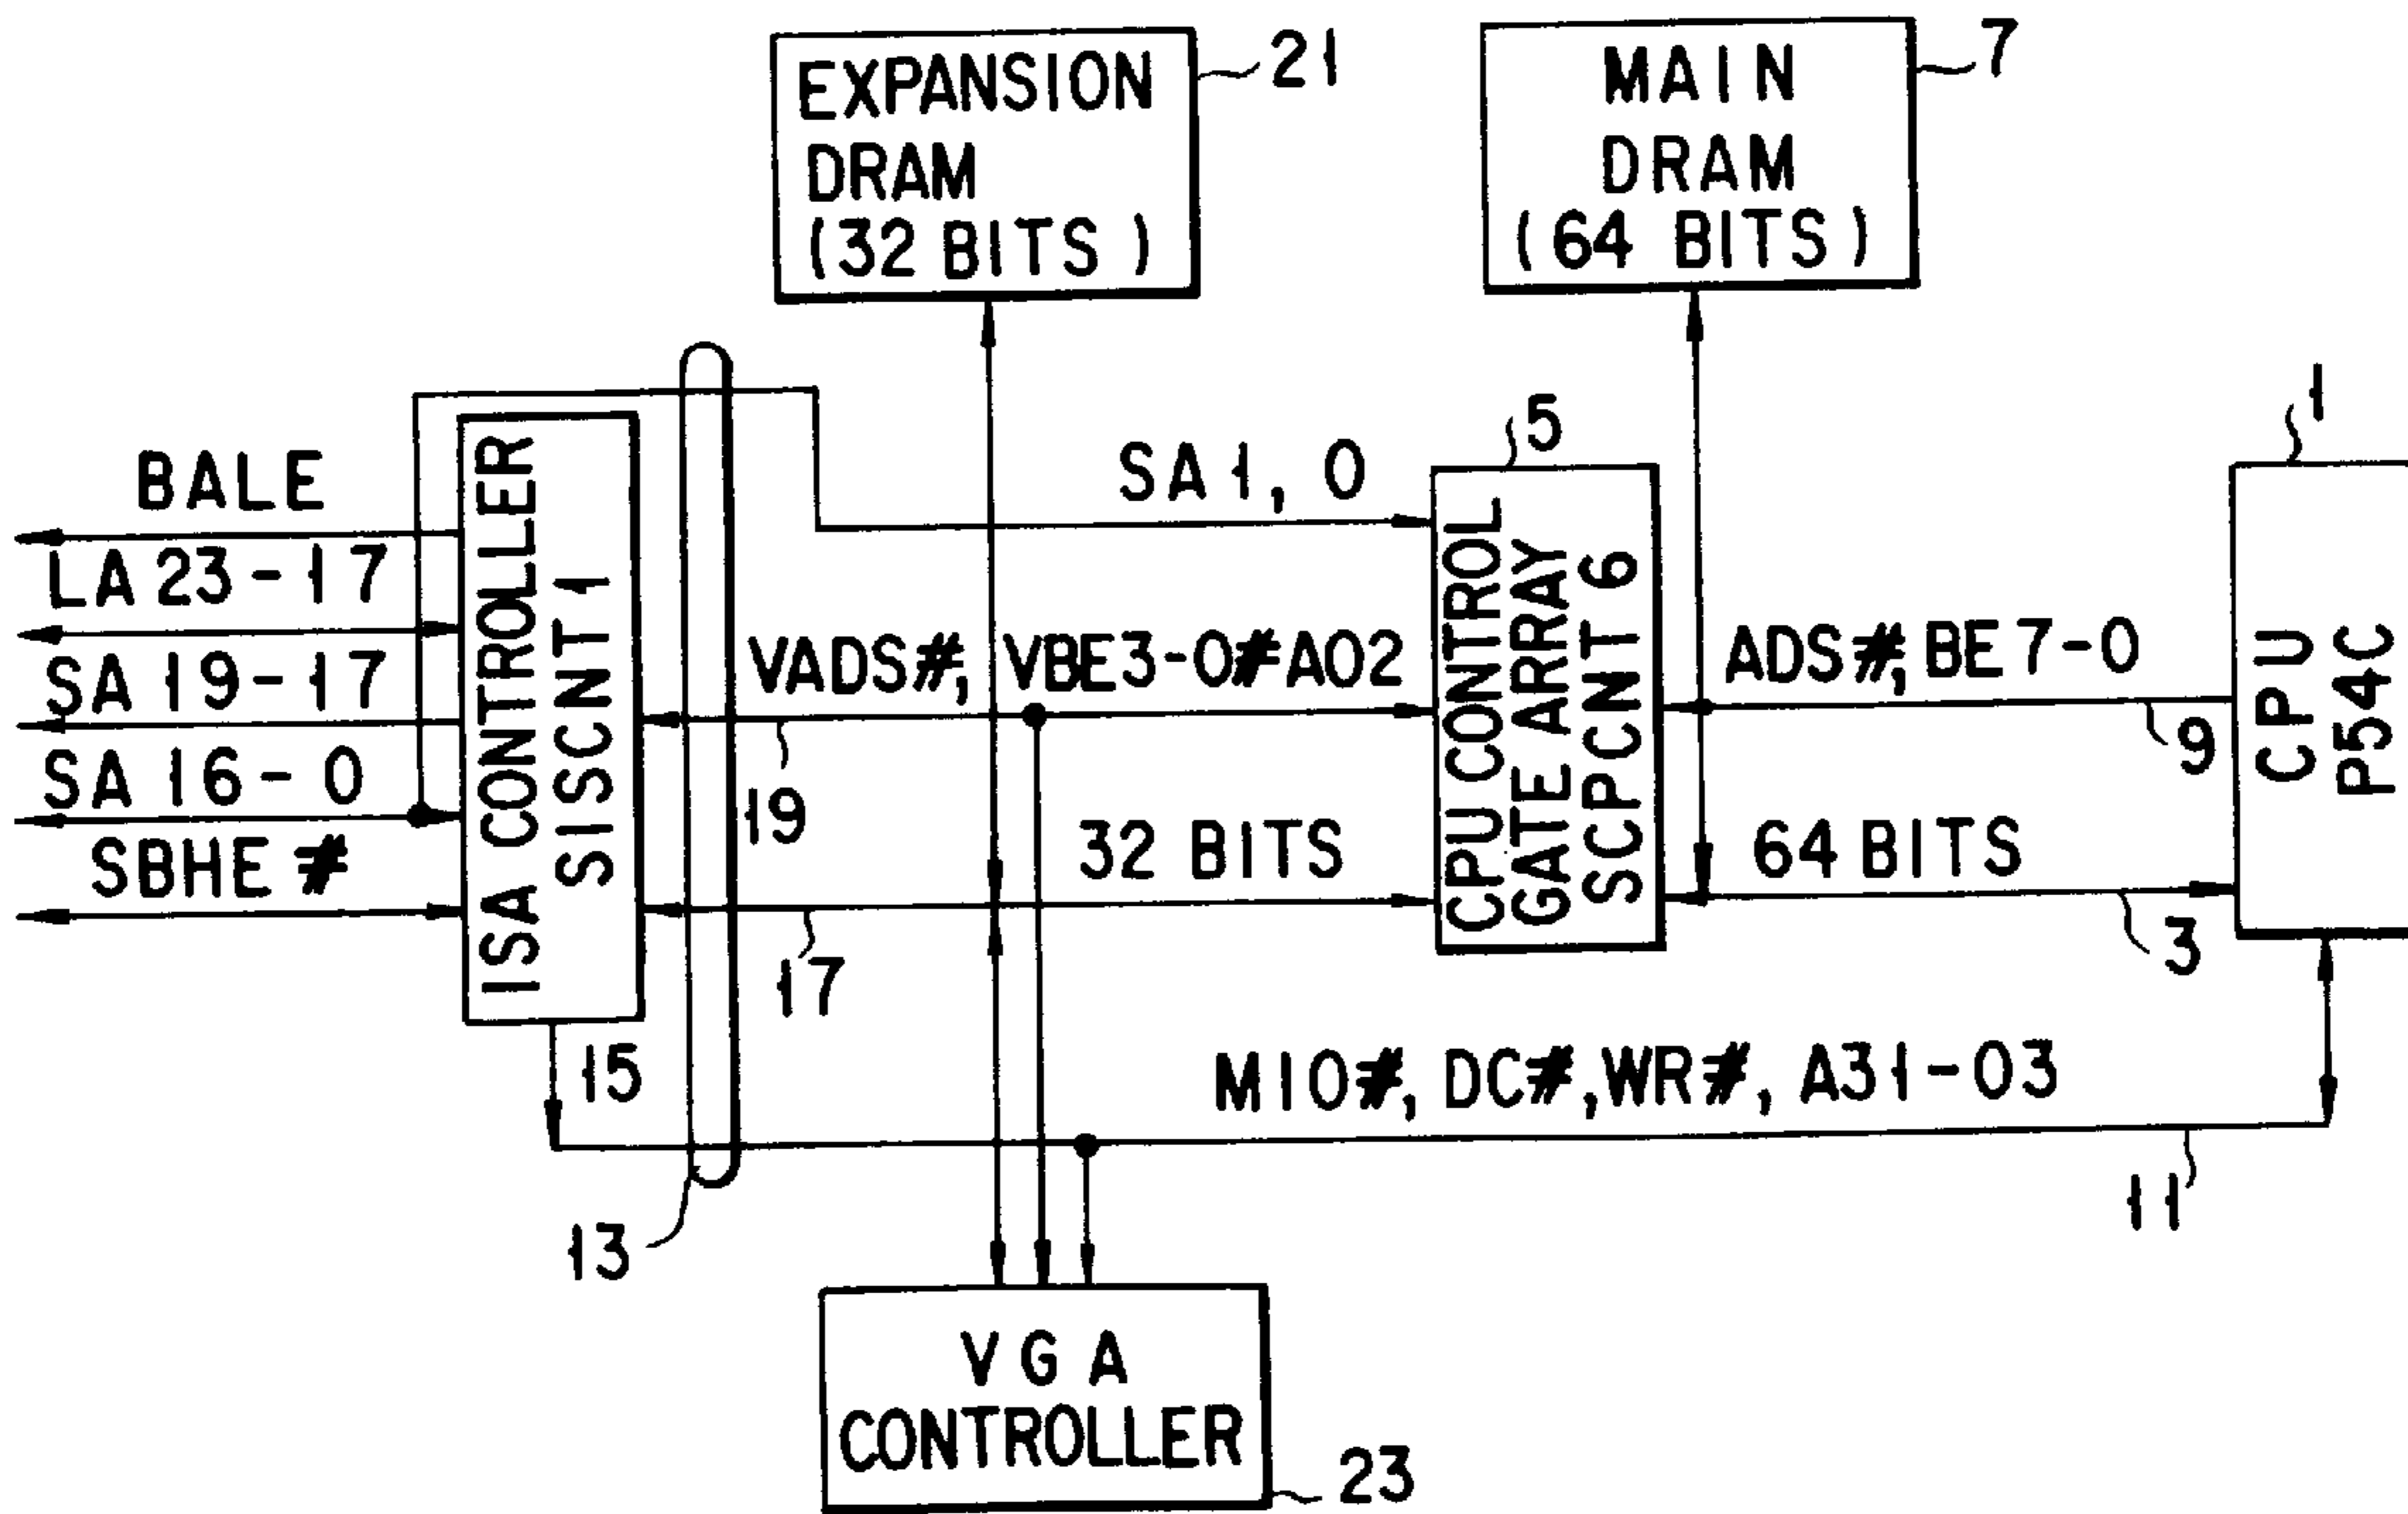 EXPANSION
DRAM
(32 BITS)
21
MAIN
DRAM
(64 BITS)
7
1
5
SA 1, 0
BALE
LA 23-17
SA 19-17
SA 16-0
SBHE #
ISA CONTROLLER
SISCNT 1
VADS#, VBE3-0#A02
19
32 BITS
17
CPU CONTROL
GATE ARRAY
SCPCNT 6
ADS#, BE 7-0
9
64 BITS
3
CPU
P54C
15
MIO#, DC#, WR#, A31-03
11
13
VGA
CONTROLLER
23